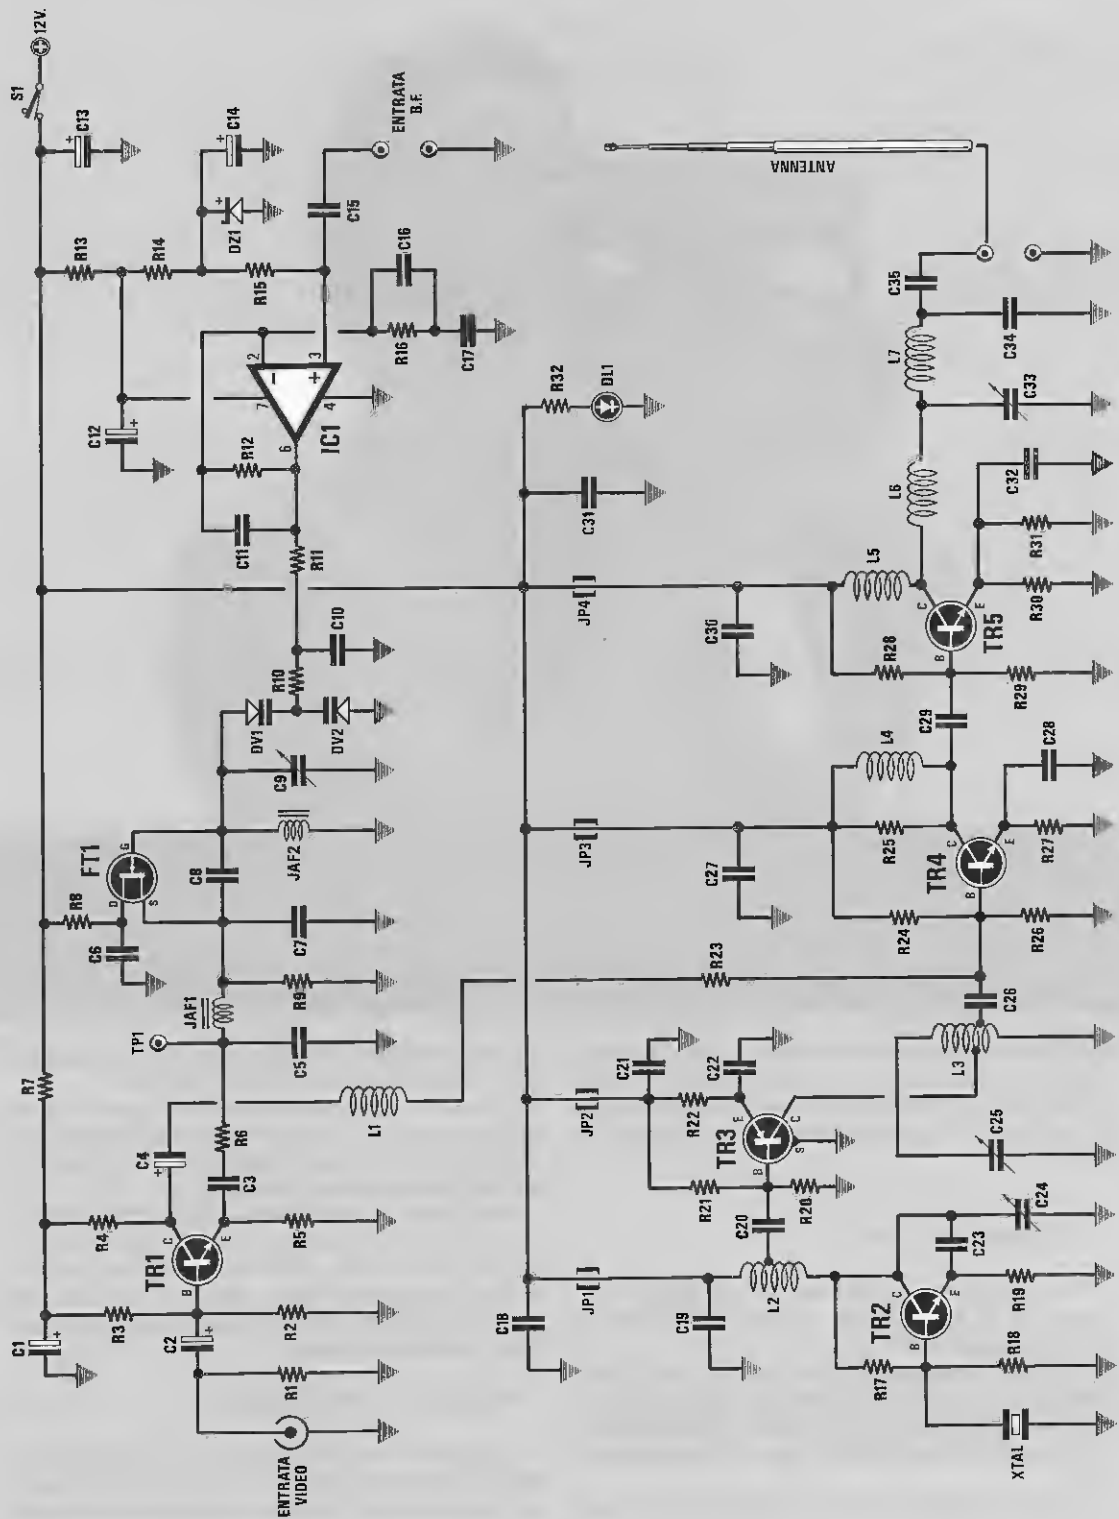 C1
R3
C2
R2
R1
ENTRATA
VIDEO
R4
TR1
B
C
E
R5
C4
+
C3
R6
R7
TP1
JAF1
C5
L1
R9
C6
R8
FT1
D
S
G
C7
C8
JAF2
C9
DV1
DV2
R10
C10
R11
C11
R12
IC1
6
7
4
2
3
-
+
C12
+
R13
R14
R15
DZ1
+
C14
+
C13
+
S1
12V.
C15
ENTRATA
B.F.
R16
C16
C17
C18
JP1
C19
L2
R17
TR2
B
C
E
R18
R19
XTAL
C23
C24
C20
R20
R21
TR3
B
E
C
S
JP2
R22
C21
C22
C25
L3
C26
R23
JP3
C27
R24
R25
R26
TR4
B
C
E
R27
C28
L4
C29
JP4
C30
R28
R29
TR5
B
C
E
L5
R30
R31
C32
C31
R32
DL1
L6
L7
C33
C34
C35
ANTENNA